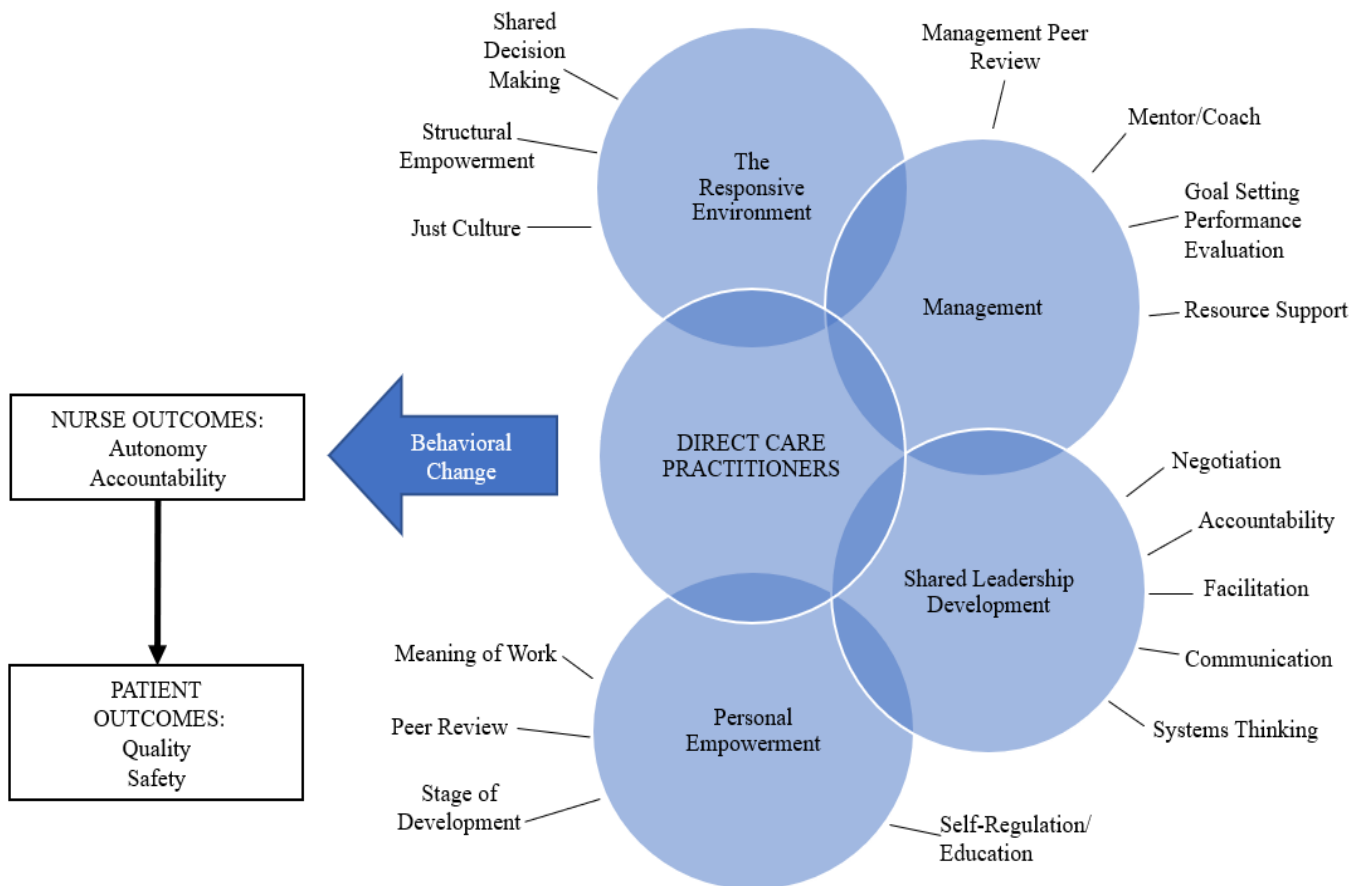 Shared
Decision
Making
Structural
Empowerment
Just Culture
The
Responsive
Environment
Management Peer
Review
Mentor/Coach
Goal Setting
Performance
Evaluation
Resource Support
Management
NURSE OUTCOMES:
Autonomy
Accountability
Behavioral
Change
DIRECT CARE
PRACTITIONERS
Negotiation
Accountability
Facilitation
Communication
Systems Thinking
Shared Leadership
Development
PATIENT
OUTCOMES:
Quality
Safety
Meaning of Work
Peer Review
Stage of
Development
Personal
Empowerment
Self-Regulation/
Education